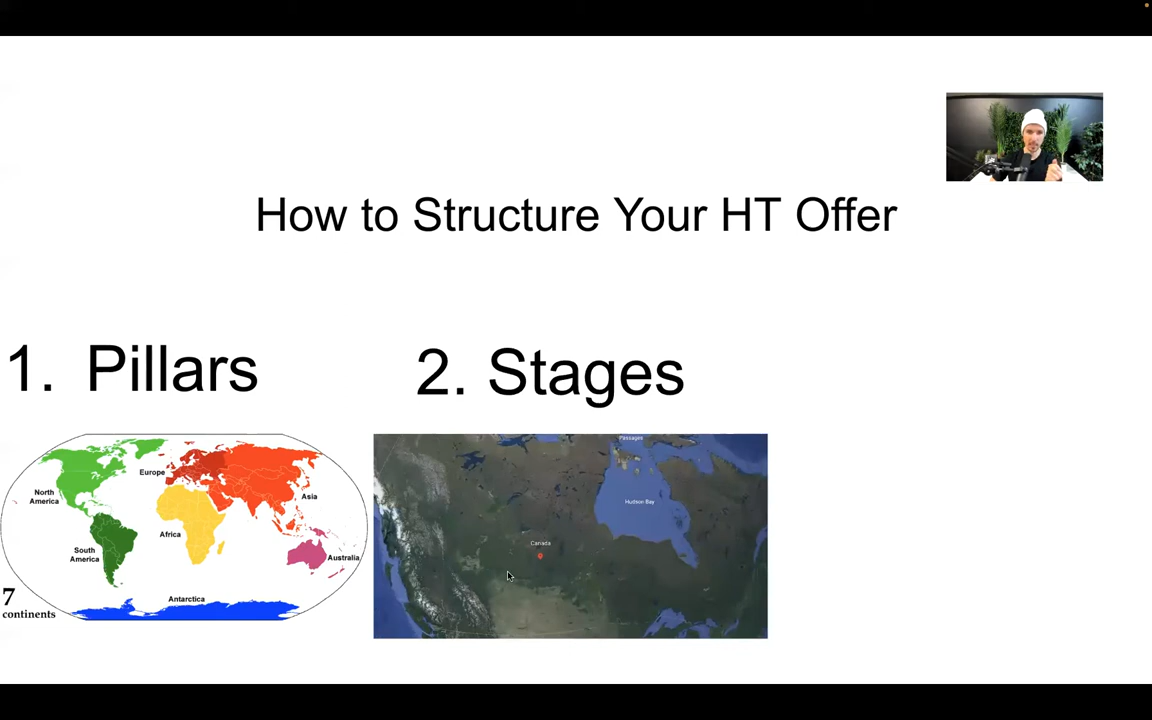 How to Structure Your HT Offer
1. Pillars
2. Stages
North
America
Europe
Asia
Africa
South
America
Australia
Antarctica
7
continents
Passages
Hudson Bay
Canada